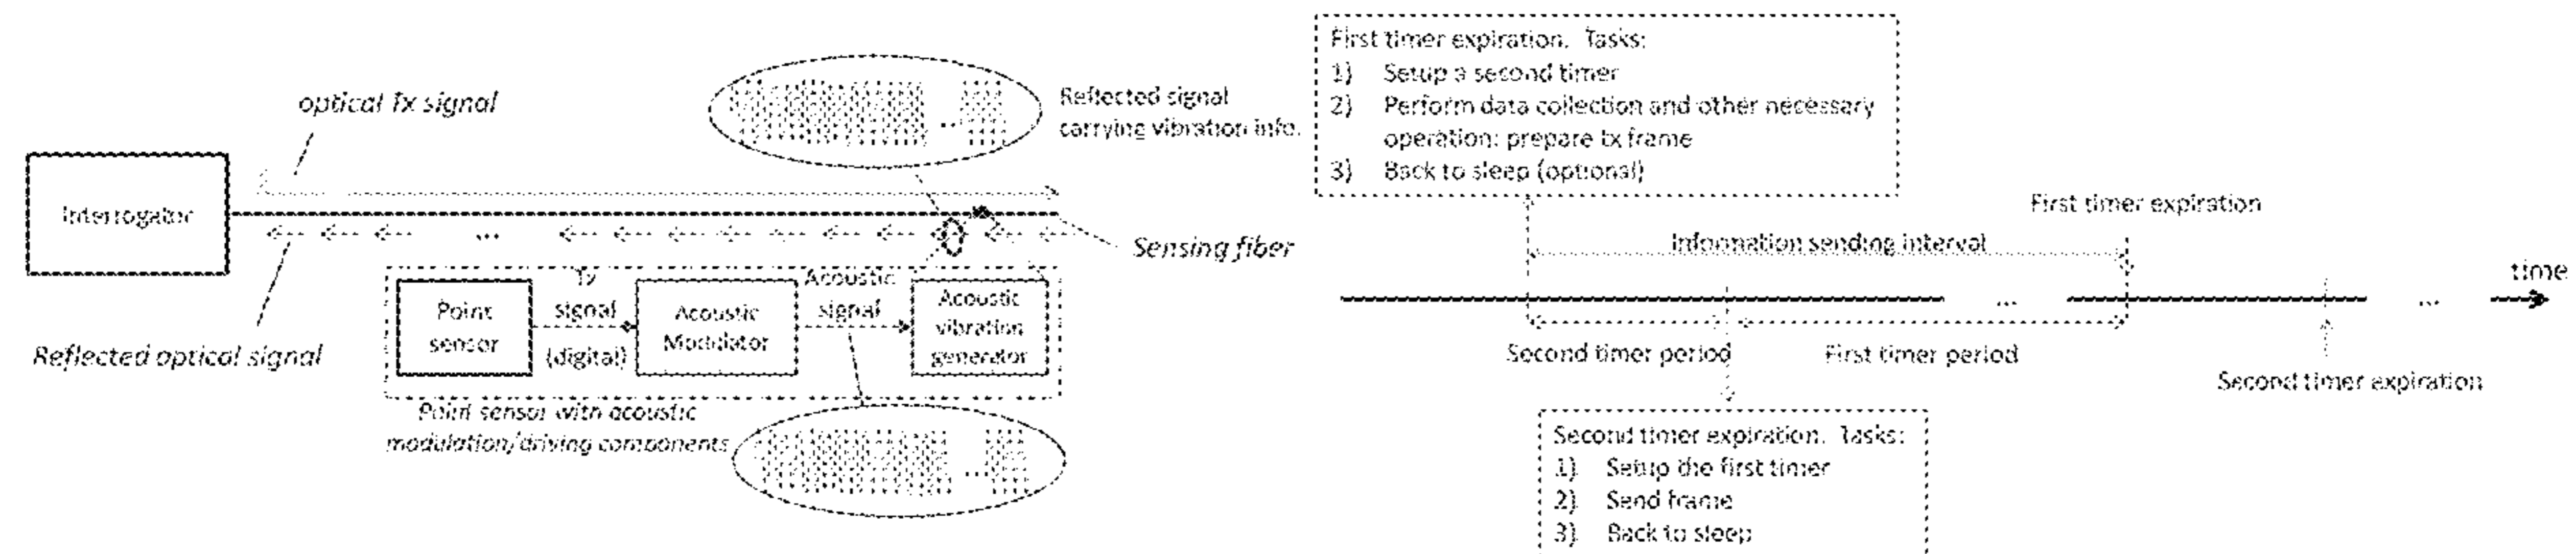 optical Tx signal
Interrogator
Reflected signal
carrying vibration info.
Sensing fiber
Reflected optical signal
...
Point
sensor
Tx
signal
(digital)
Acoustic
Modulator
Acoustic
signal
Acoustic
vibration
generator
Point sensor with acoustic
modulation/driving components
...
...
First timer expiration. Tasks:
1) Setup a second timer
2) Perform data collection and other necessary
operation: prepare tx frame
3) Back to sleep (optional)
First timer expiration
Information sending interval
time
...
...
Second timer period
First timer period
Second timer expiration
Second timer expiration. Tasks:
1) Setup the first timer
2) Send frame
3) Back to sleep